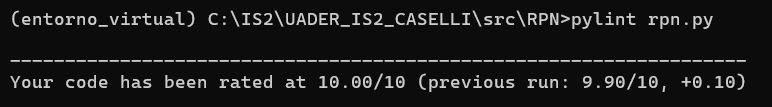 (entorno_virtual) C:\IS2\UADER_IS2_CASELLI\src\RPN>pylint rpn.py
-------------------------------------------------------------------
Your code has been rated at 10.00/10 (previous run: 9.90/10, +0.10)